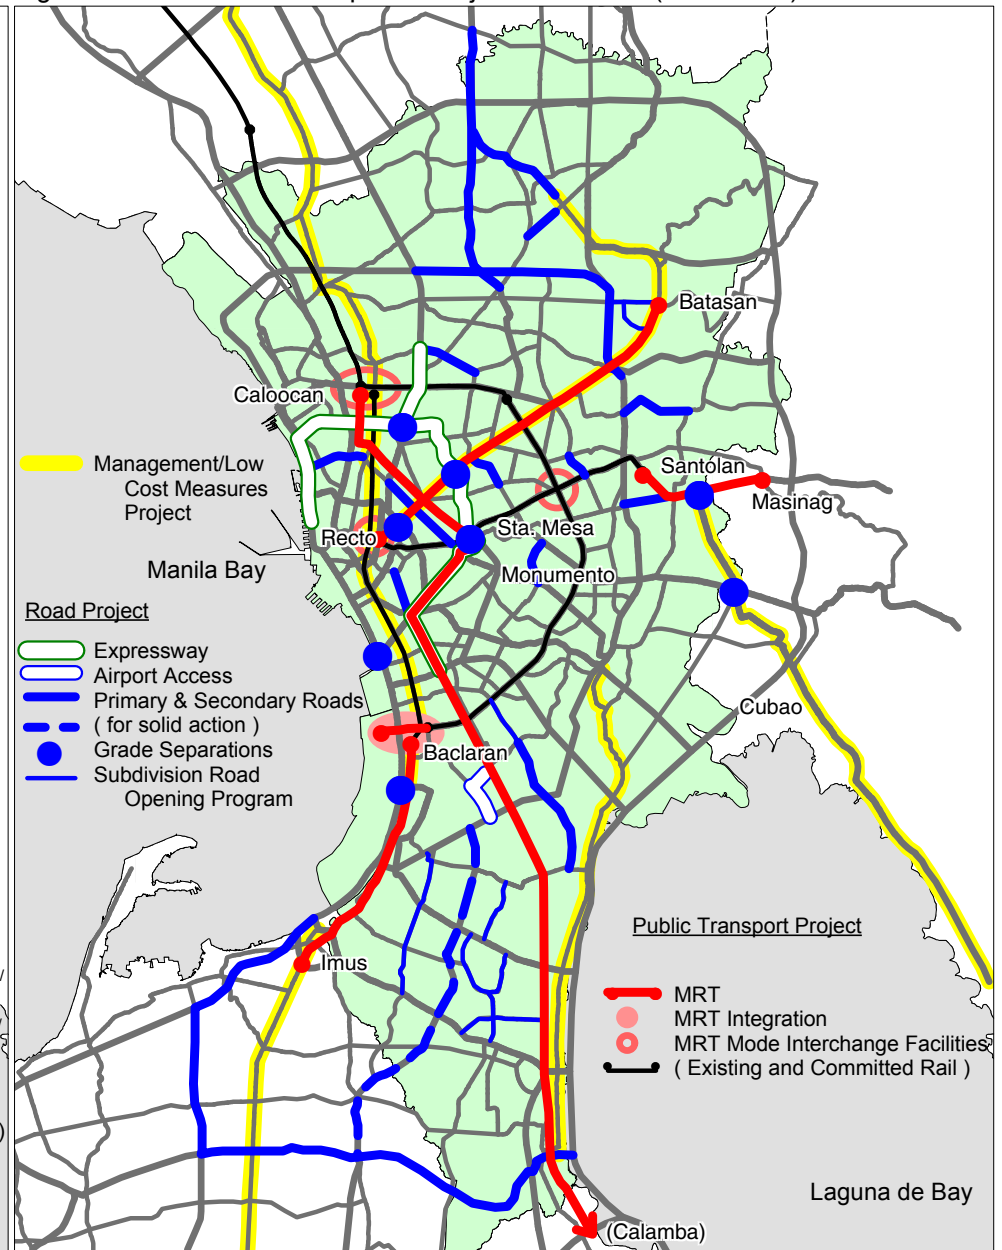 Batasan
Caloocan
Santolan
Masinag
Management/Low
Cost Measures
Project
Recto
Sta. Mesa
Manila Bay
Monumento
Road Project
Expressway
Airport Access
Primary & Secondary Roads
( for solid action )
Grade Separations
Subdivision Road
Opening Program
Cubao
Baclaran
Public Transport Project
Imus
MRT
MRT Integration
MRT Mode Interchange Facilities
( Existing and Committed Rail )
Laguna de Bay
(Calamba)